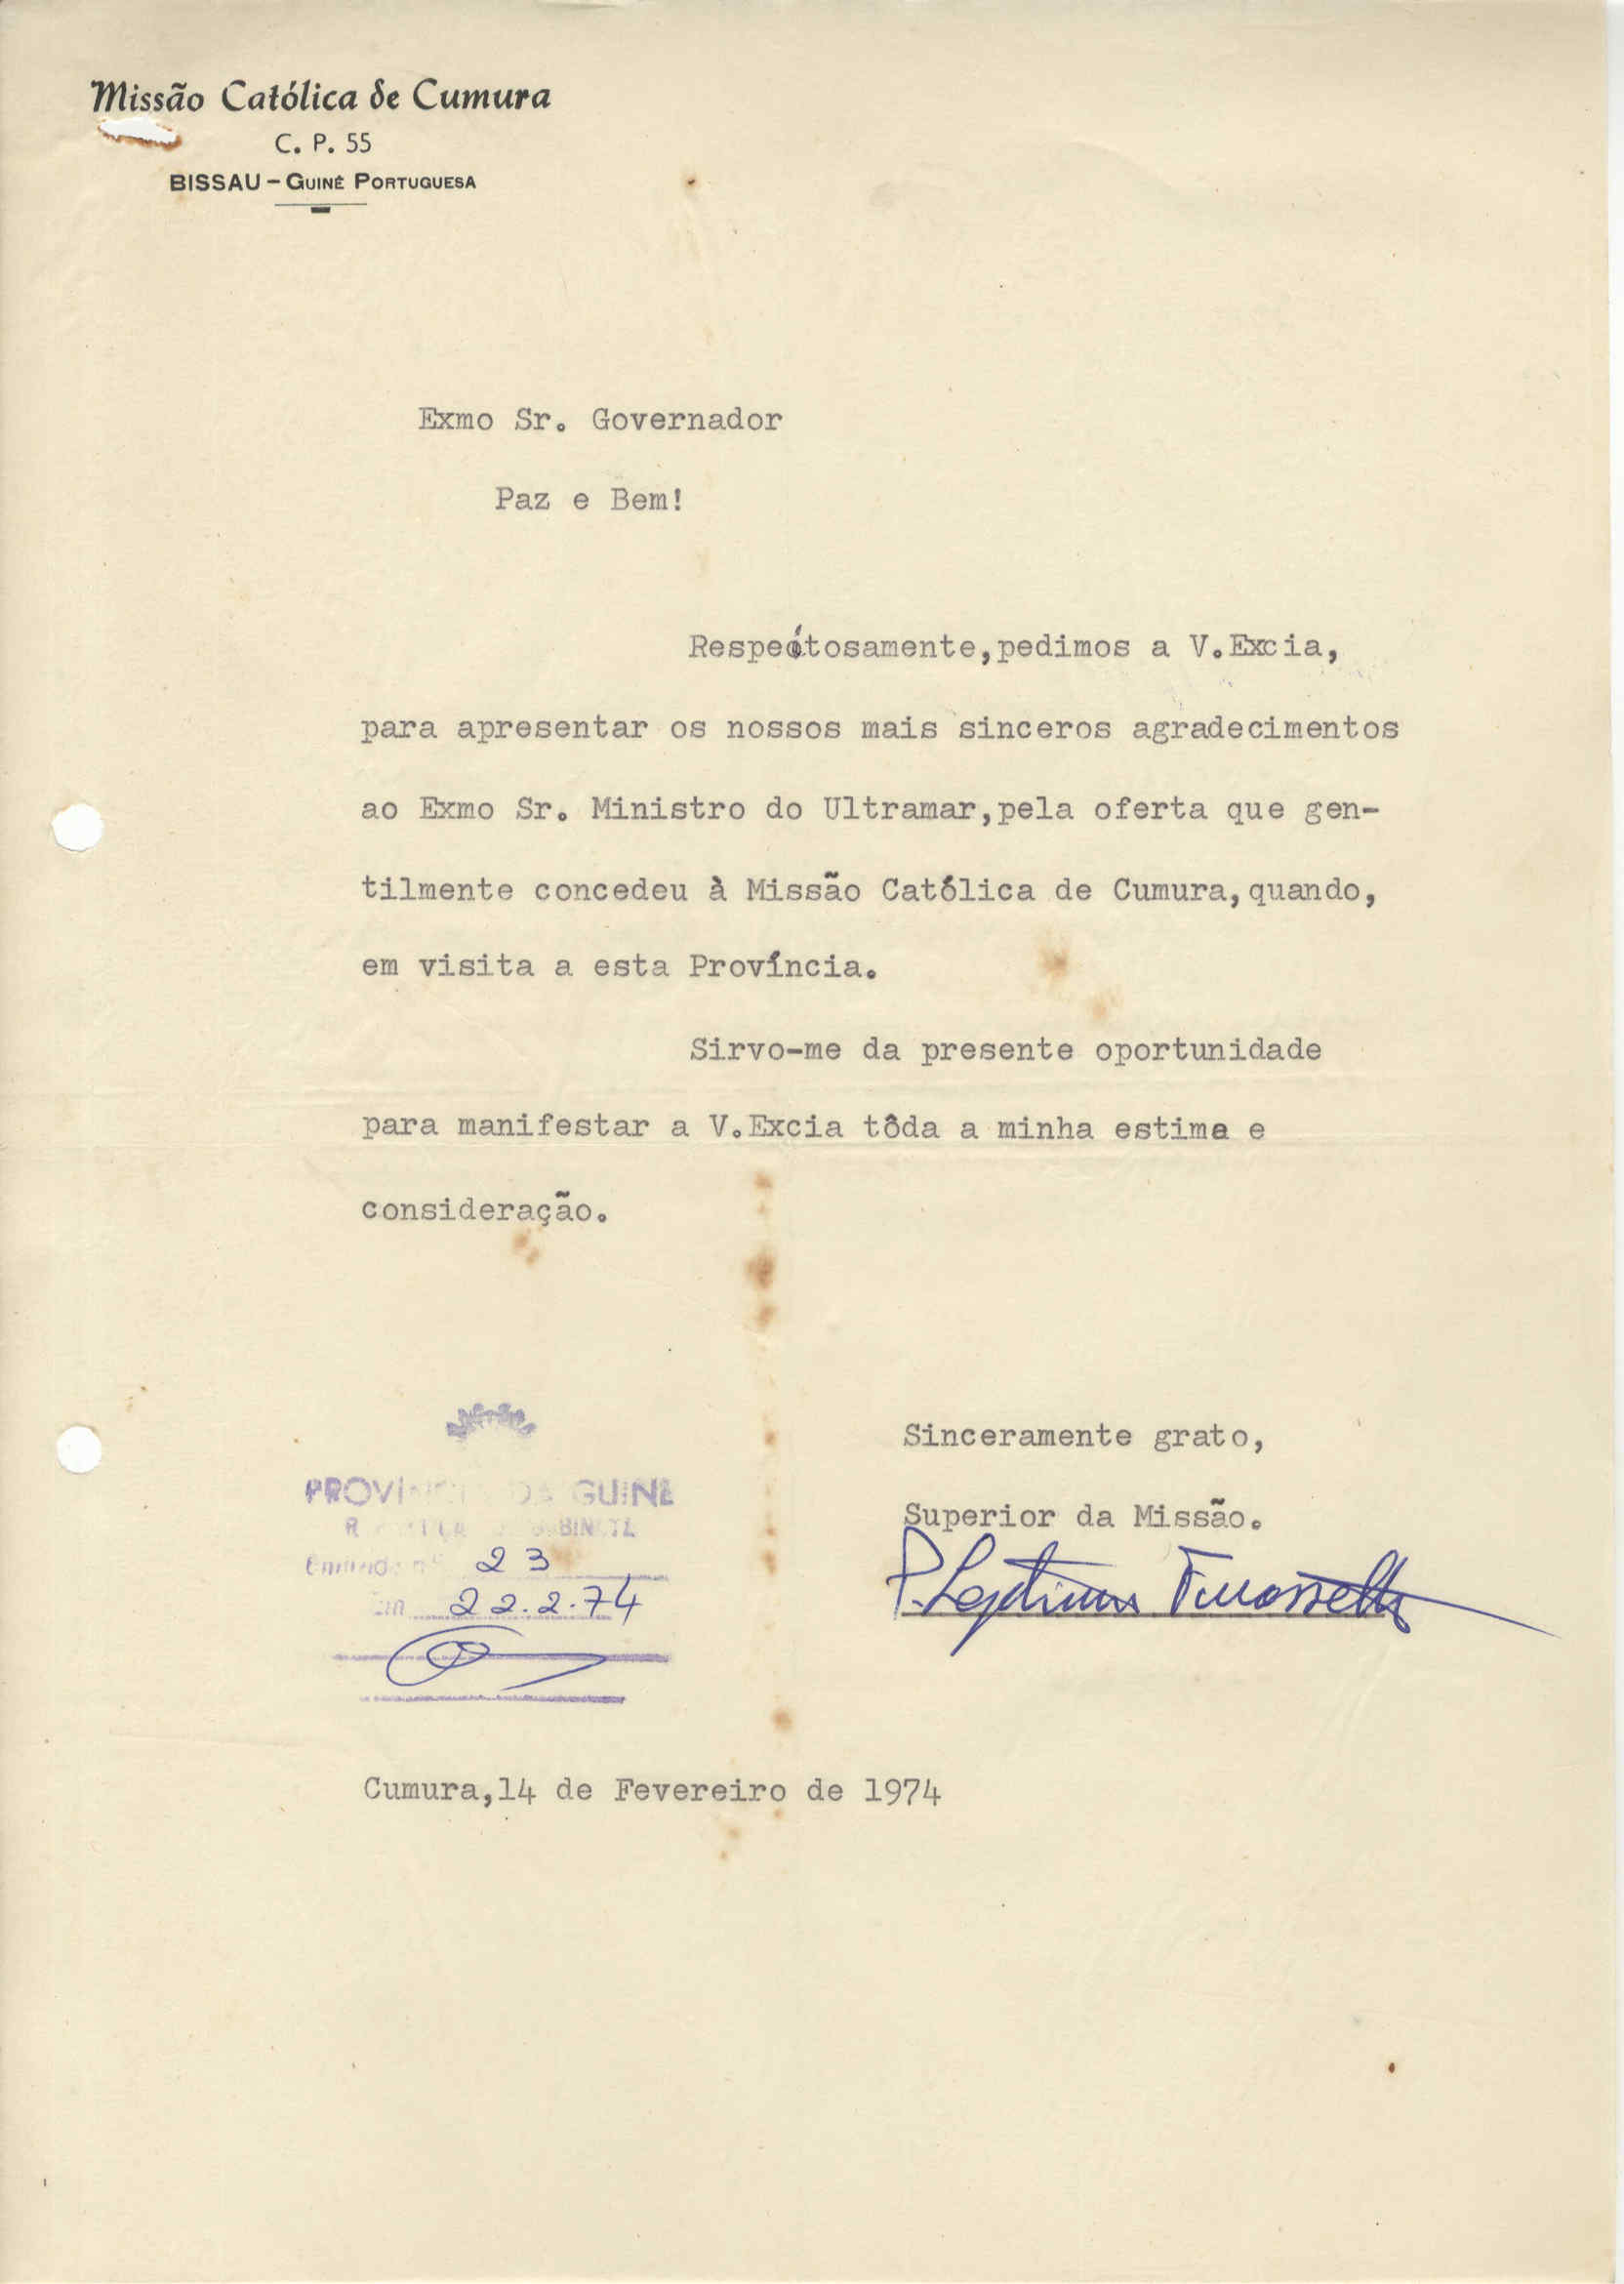 Missão Católica de Cumura
C. P. 55
BISSAU - GUINÉ PORTUGUESA
Exmo Sr. Governador
Paz e Bem!
Respeitosamente,pedimos a V.Excia,
para apresentar os nossos mais sinceros agradecimentos
ao Exmo Sr. Ministro do Ultramar,pela oferta que gen-
tilmente concedeu à Missão Católica de Cumura,quando,
em visita a esta Província.
Sirvo-me da presente oportunidade
para manifestar a V.Excia tôda a minha estima e
consideração.
Sinceramente grato,
Superior da Missão.
PROVÍNCIA DA GUINÉ
23
22.2.74
Cumura,14 de Fevereiro de 1974